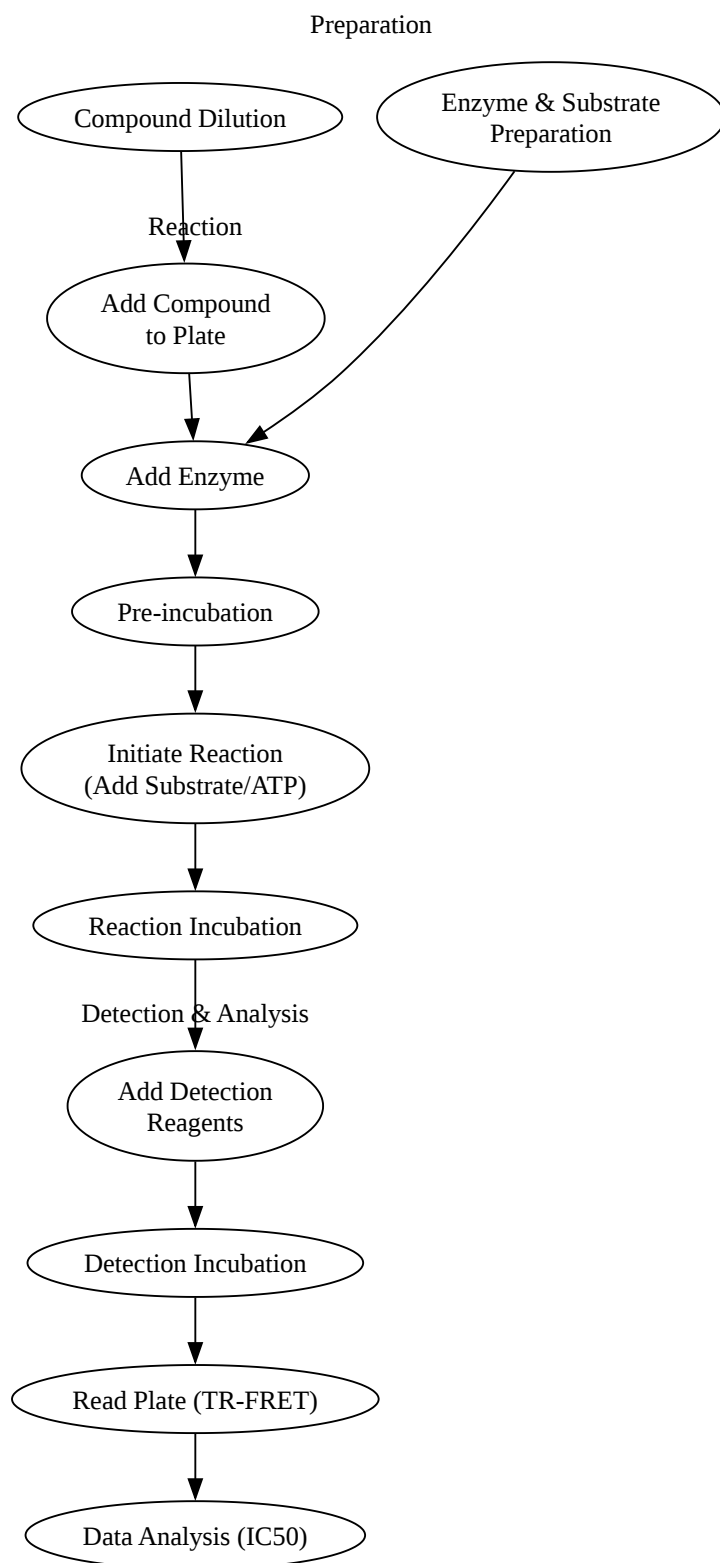 Preparation
Compound Dilution
Enzyme & Substrate
Preparation
Reaction
Add Compound
to Plate
Add Enzyme
Pre-incubation
Initiate Reaction
(Add Substrate/ATP)
Reaction Incubation
Detection & Analysis
Add Detection
Reagents
Detection Incubation
Read Plate (TR-FRET)
Data Analysis (IC50)